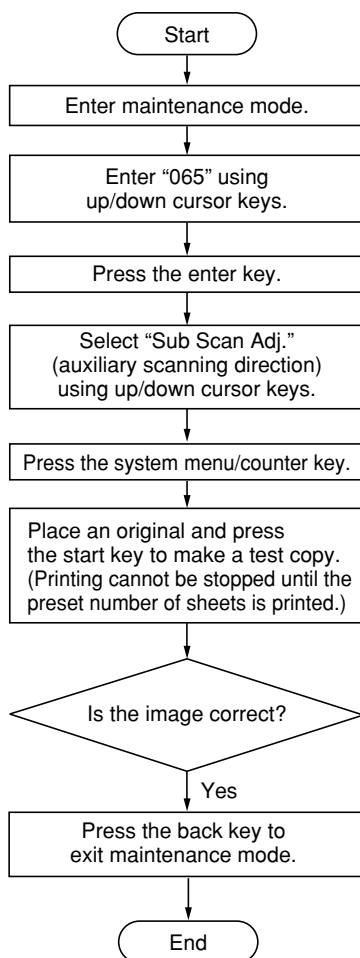 Start
Enter maintenance mode.
Enter “065” using
up/down cursor keys.
Press the enter key.
Select “Sub Scan Adj.”
(auxiliary scanning direction)
using up/down cursor keys.
Press the system menu/counter key.
Place an original and press
the start key to make a test copy.
(Printing cannot be stopped until the
preset number of sheets is printed.)
Is the image correct?
Yes
Press the back key to
exit maintenance mode.
End